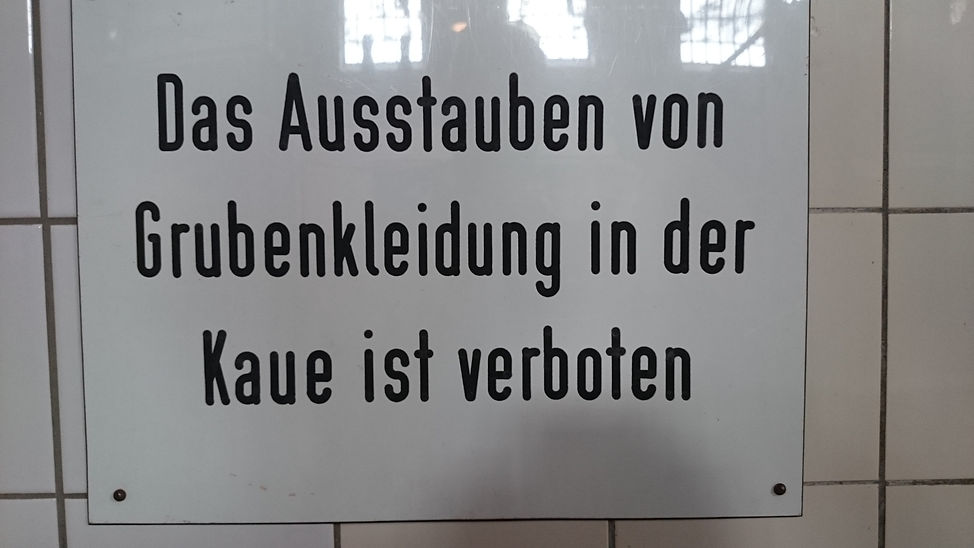 Das Ausstauben von
Grubenkleidung in der
Kaue ist verboten